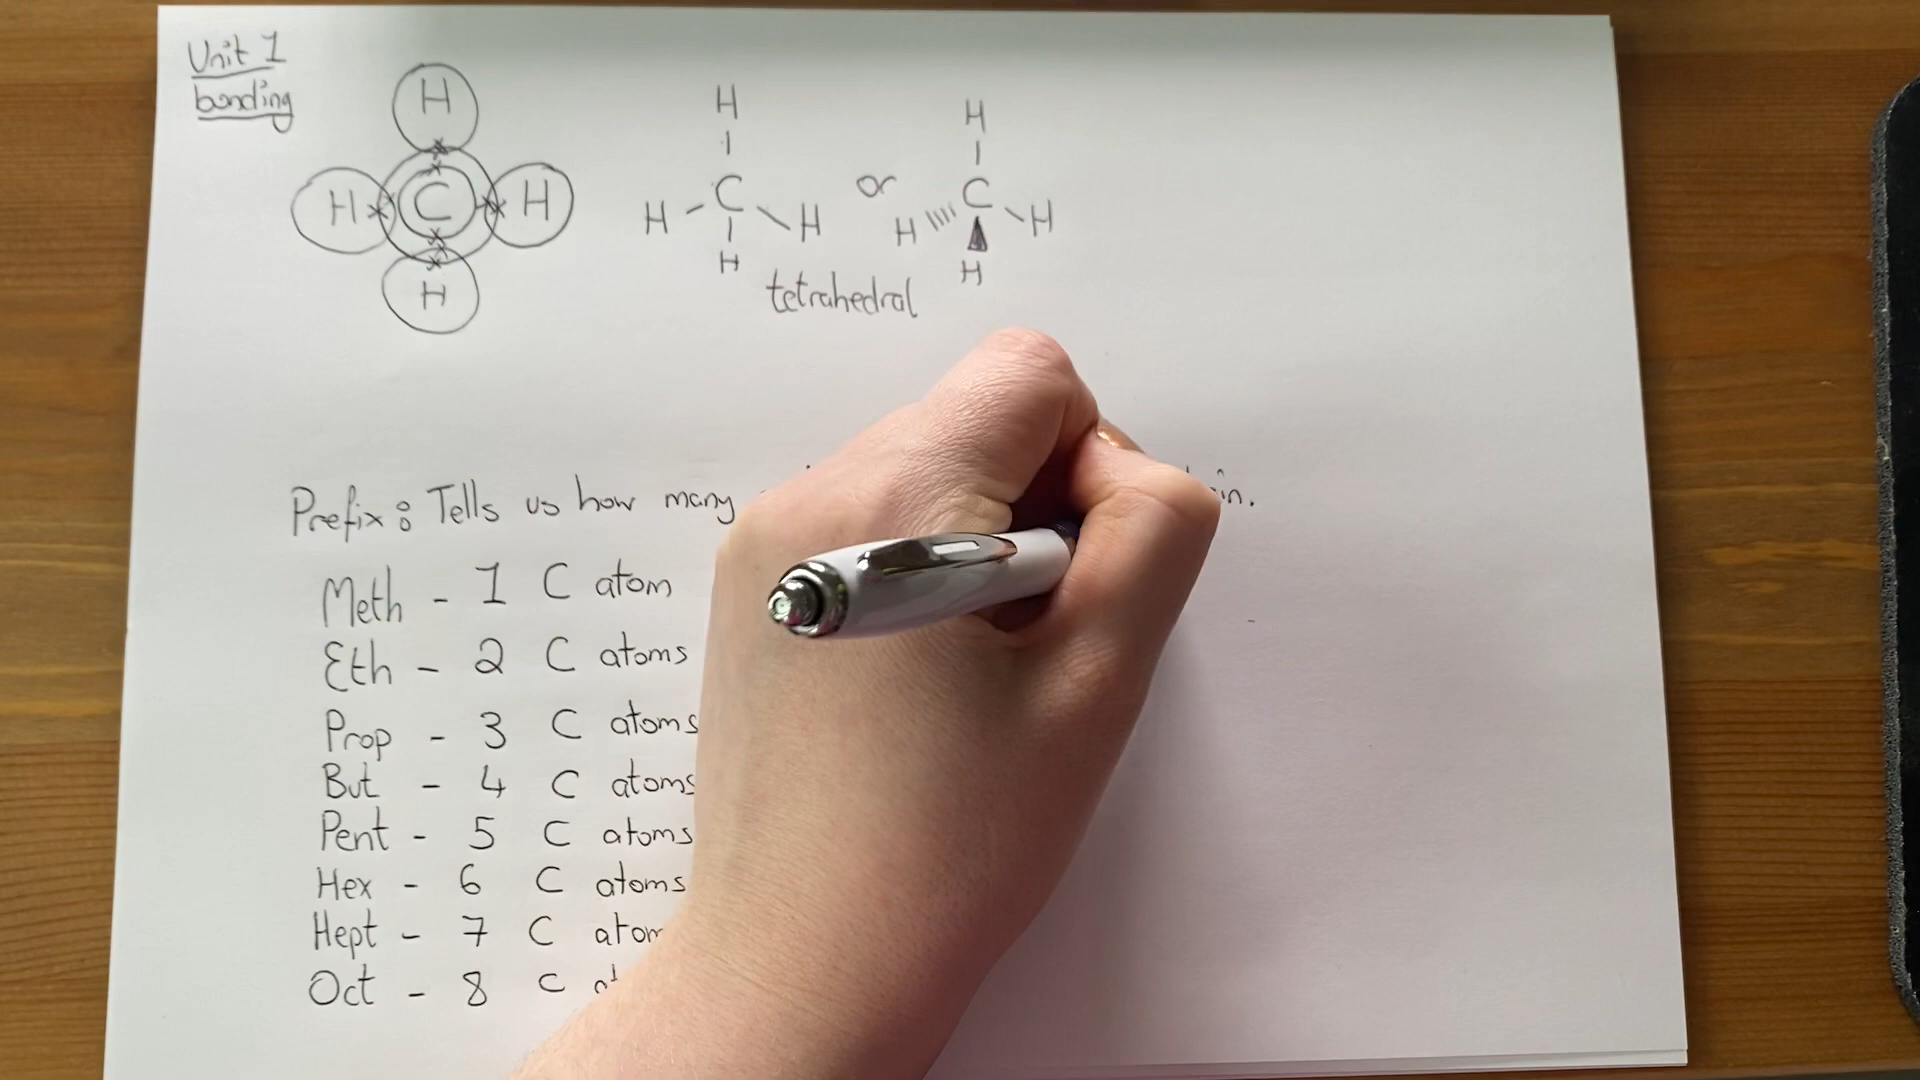 Unit 1
bonding
H
H C H
H
H
C
H H
H
or
H
C
H H
H
tetrahedral
Prefix: Tells us how many
Meth - 1 C atom
Eth - 2 C atoms
Prop - 3 C atoms
But - 4 C atoms
Pent - 5 C atoms
Hex - 6 C atoms
Hept - 7 C atom
Oct - 8 C